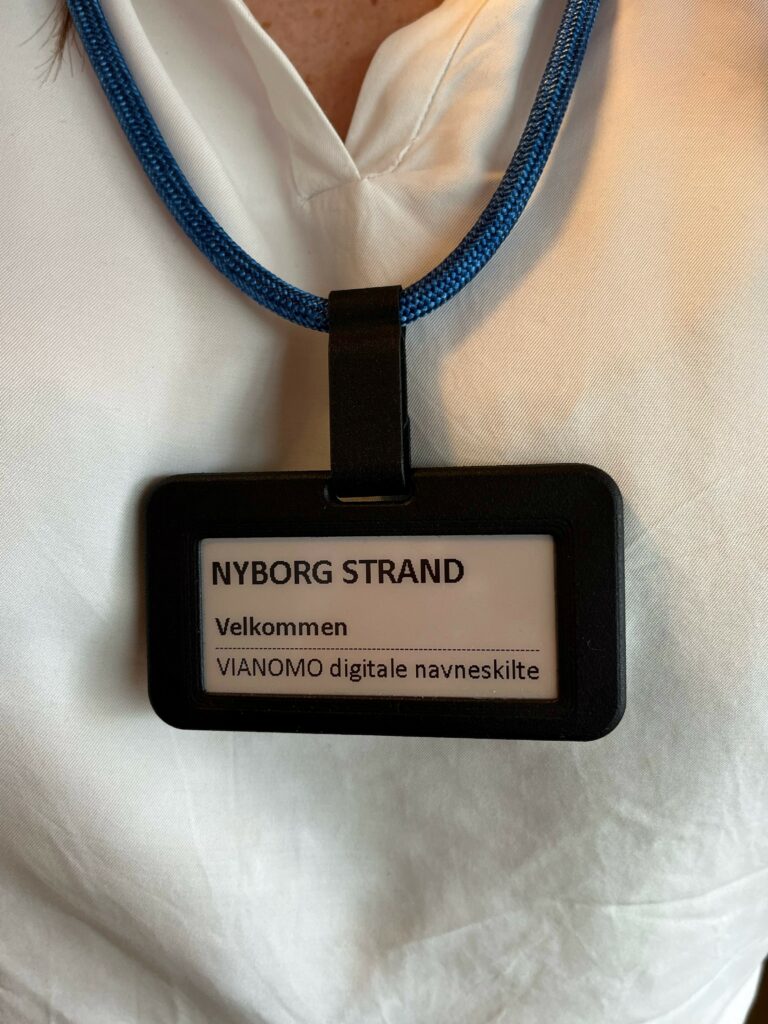 NYBORG STRAND
Velkommen
VIANOMO digitale navneskilte